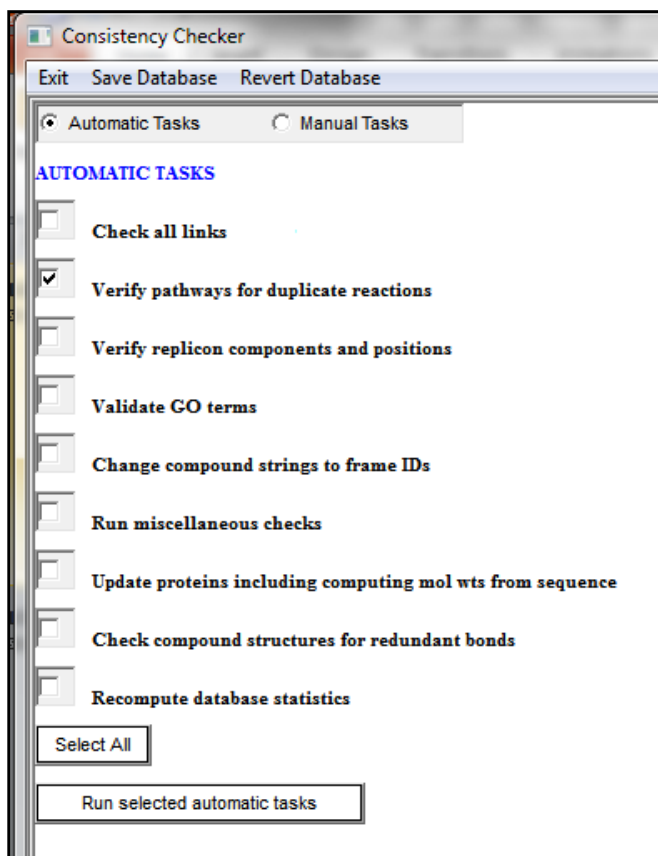 Consistency Checker
Exit Save Database Revert Database
Automatic Tasks Manual Tasks
AUTOMATIC TASKS
Check all links
Verify pathways for duplicate reactions
Verify replicon components and positions
Validate GO terms
Change compound strings to frame IDs
Run miscellaneous checks
Update proteins including computing mol wts from sequence
Check compound structures for redundant bonds
Recompute database statistics
Select All
Run selected automatic tasks